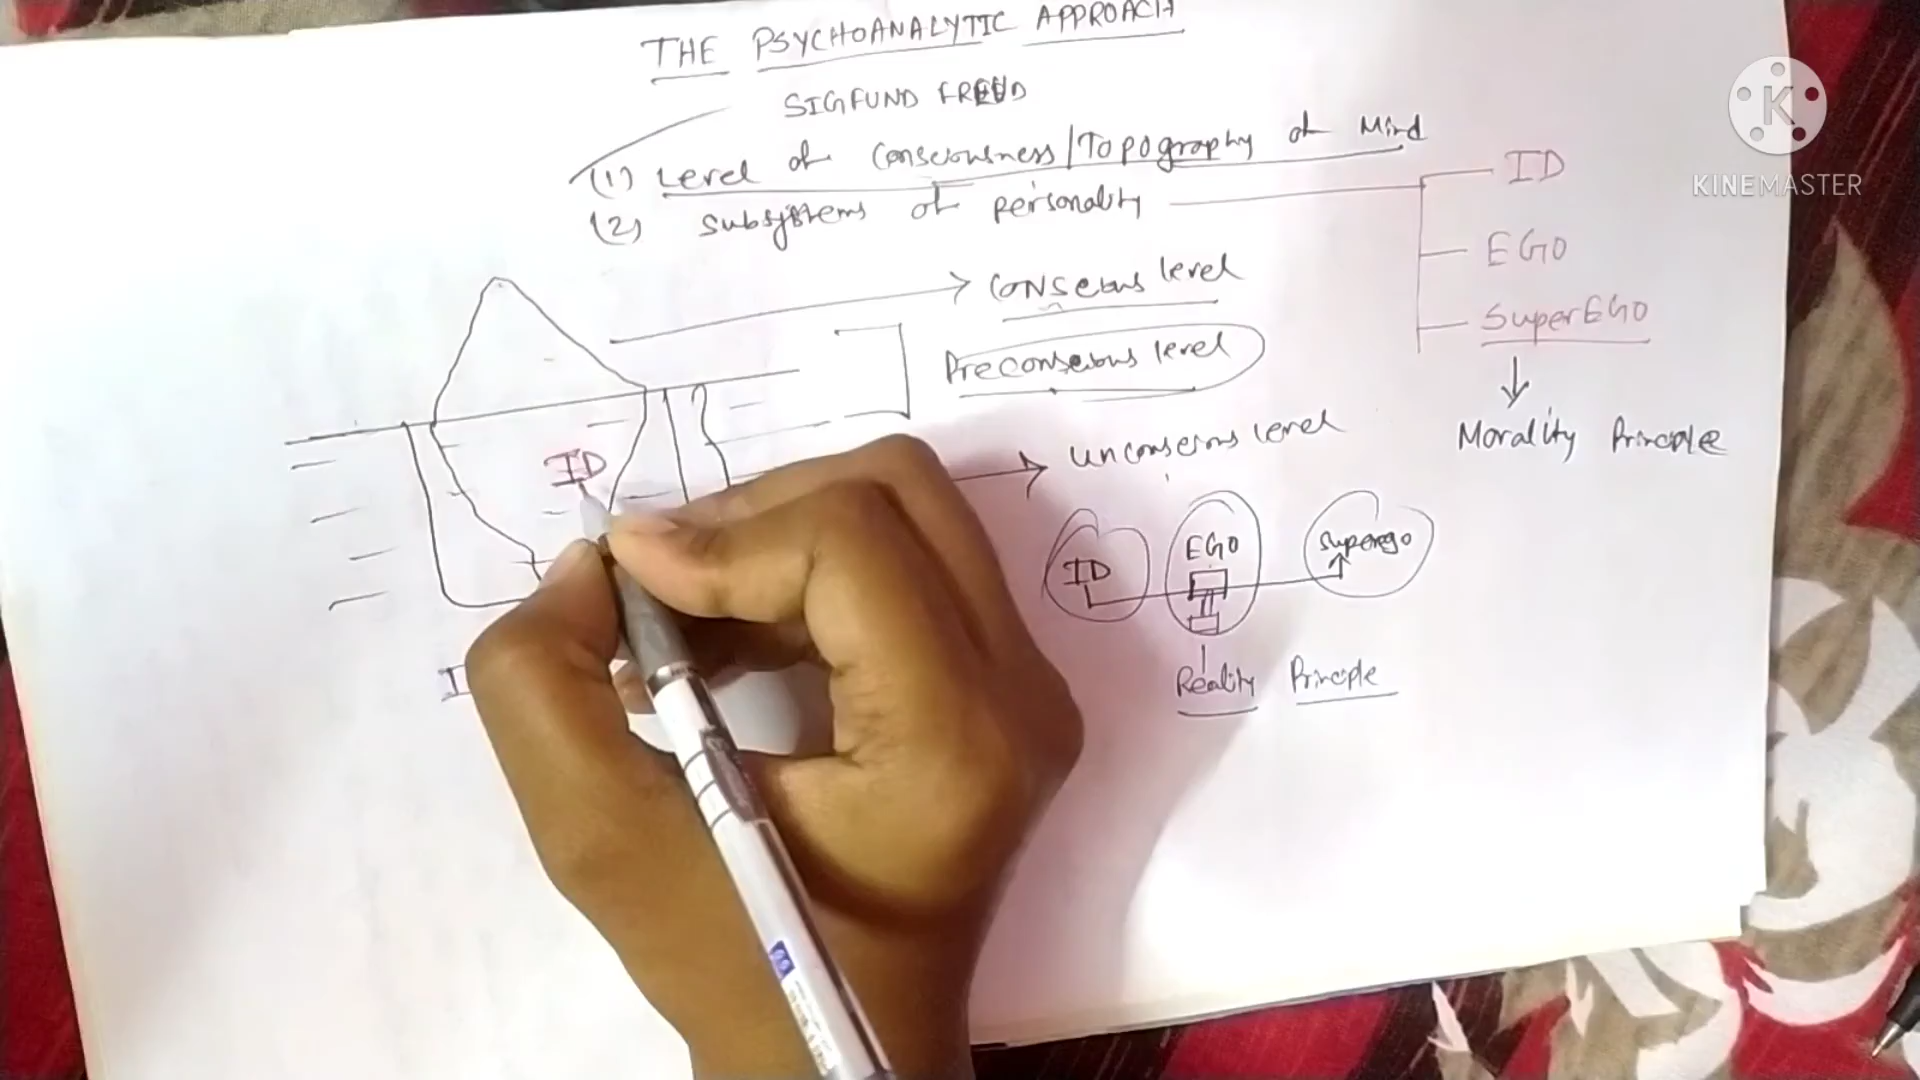 THE PSYCHOANALYTIC APPROACH
SIGFUND FREUD
(1) Level of Consciousness/Topography of Mind
(2) subsystems of personality
ID
EGO
SuperEGO
Morality Principle
Conscious level
Preconscious level
unconscious level
ID
ID
EGO
Superego
Reality Principle
KINEMASTER